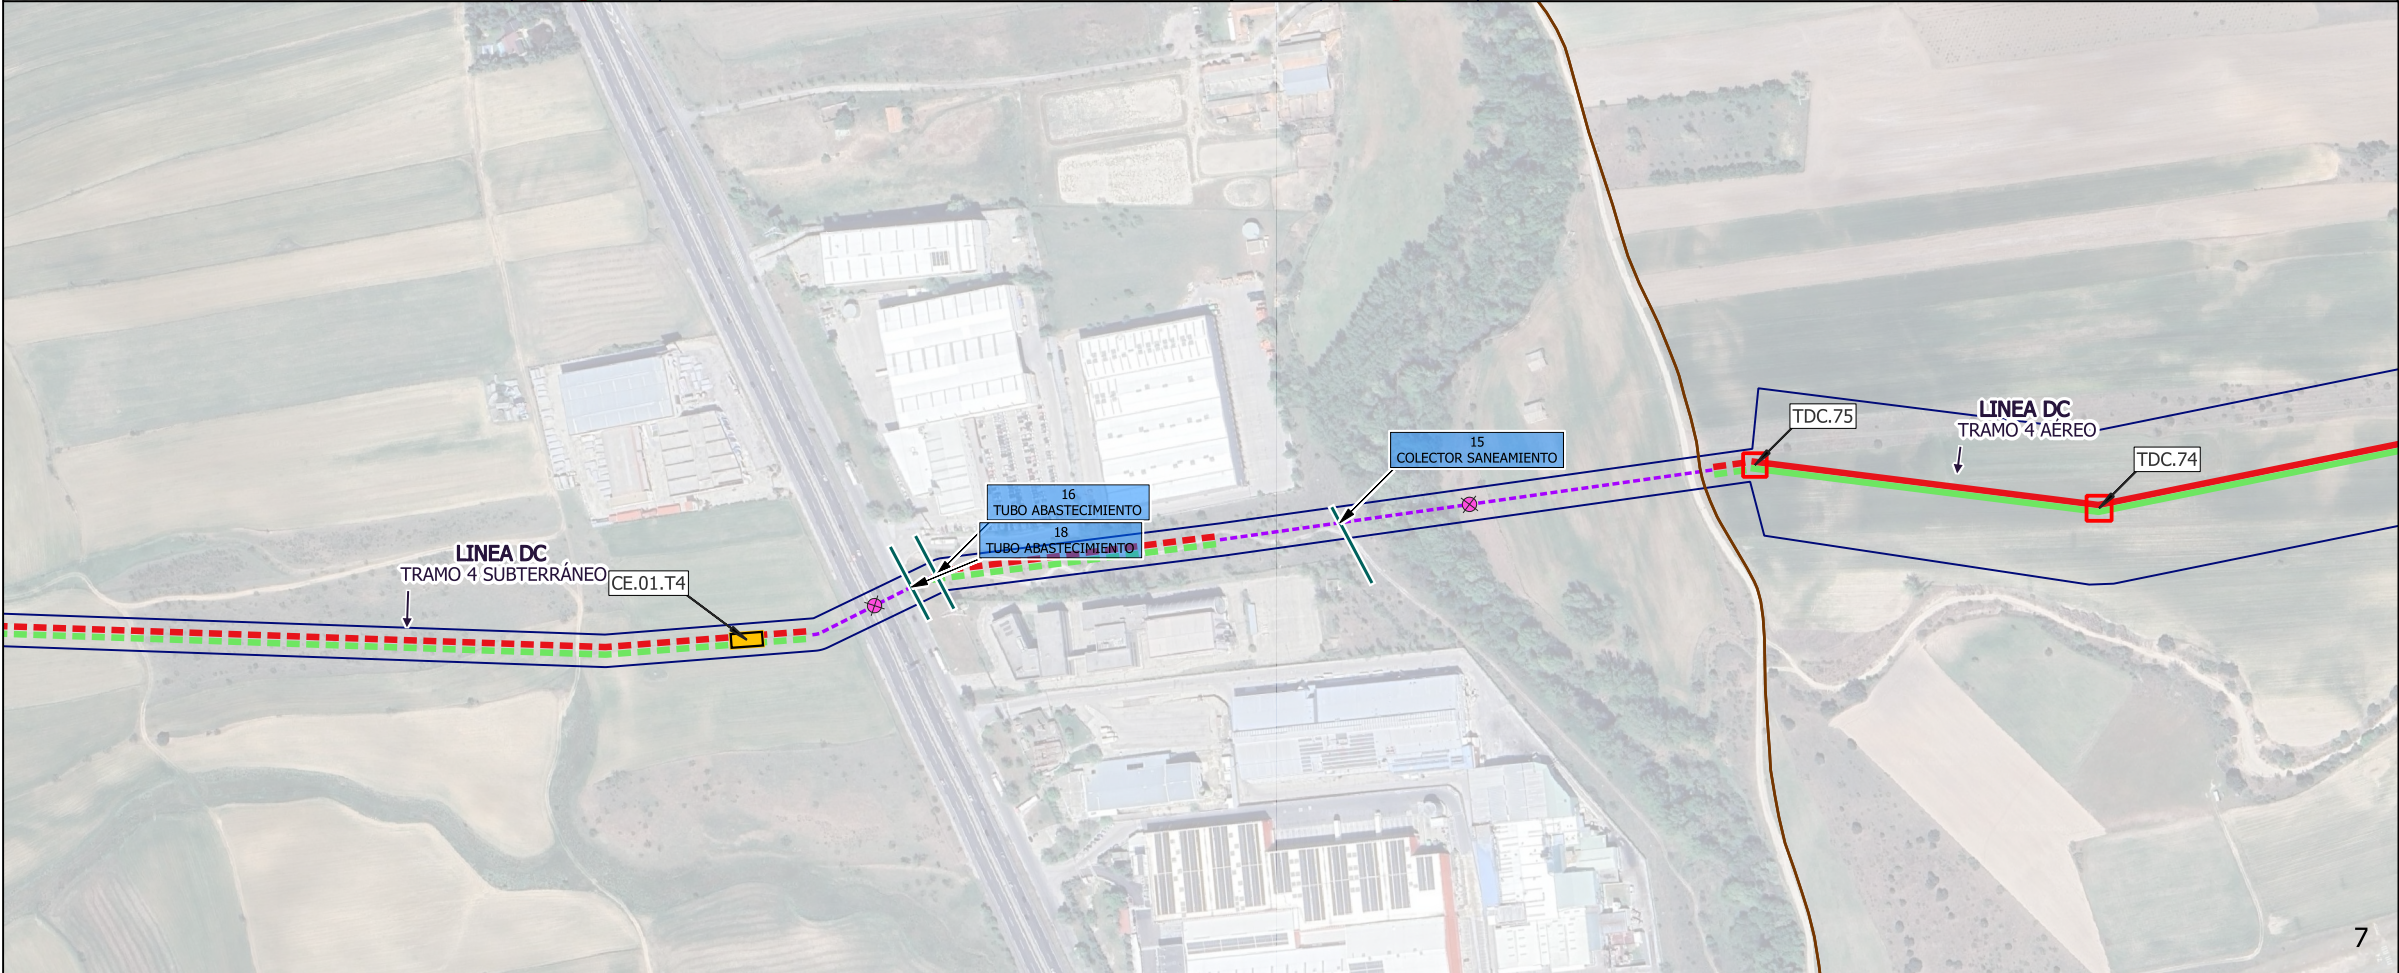 TDC.75
LINEA DC
TRAMO 4 AÉREO
TDC.74
15
COLECTOR SANEAMIENTO
16
TUBO ABASTECIMIENTO
18
TUBO ABASTECIMIENTO
LINEA DC
TRAMO 4 SUBTERRÁNEO
CE.01.T4
7